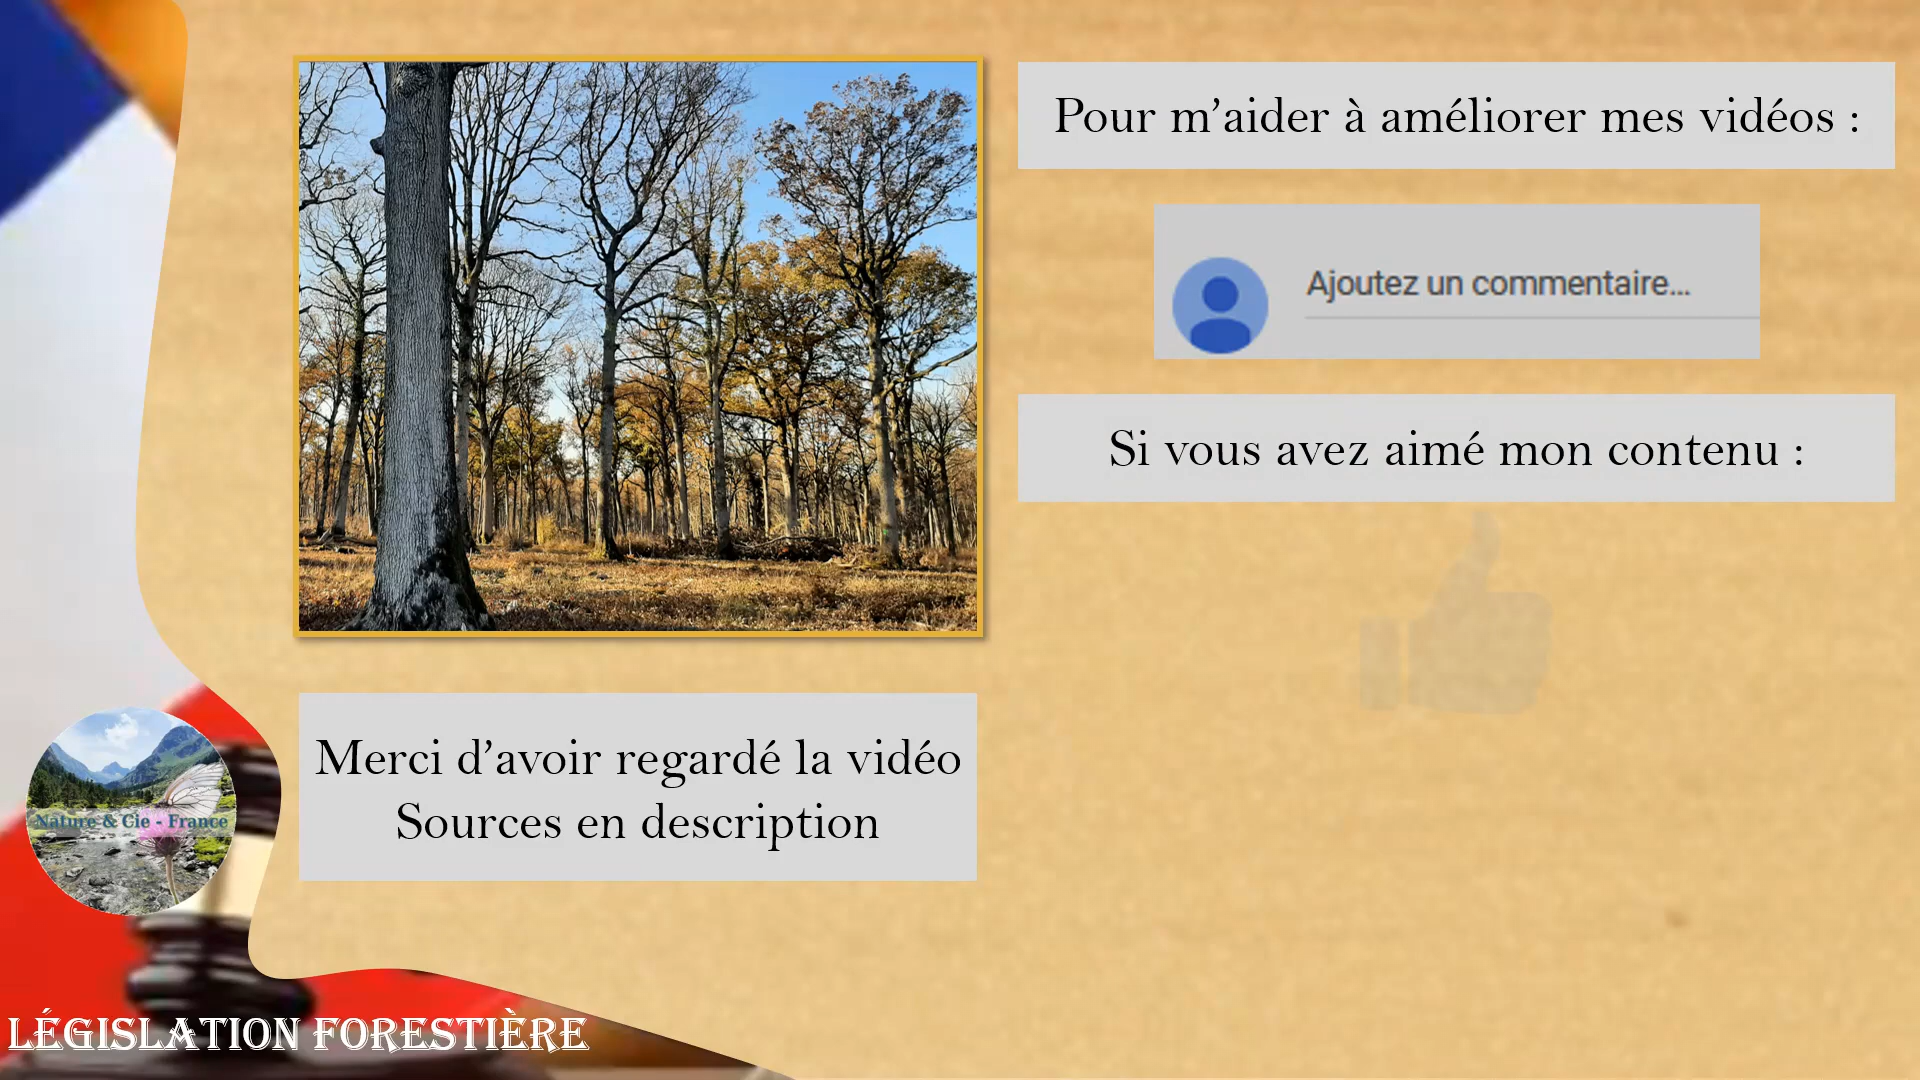 Pour m’aider à améliorer mes vidéos :
Ajoutez un commentaire...
Si vous avez aimé mon contenu :
Merci d’avoir regardé la vidéo
Sources en description
Nature & Cie - France
LÉGISLATION FORESTIÈRE